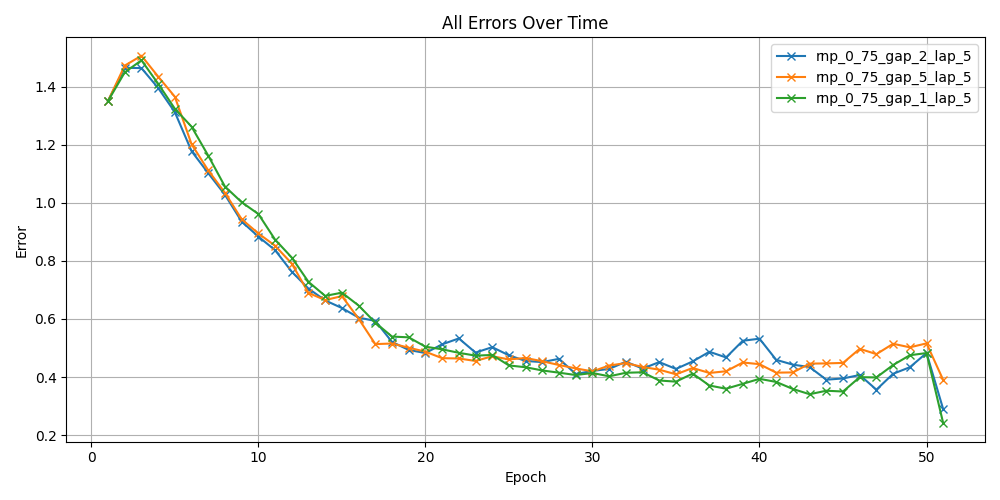 All Errors Over Time
rnp_0_75_gap_2_lap_5
rnp_0_75_gap_5_lap_5
rnp_0_75_gap_1_lap_5
Error
1.4
1.2
1.0
0.8
0.6
0.4
0.2
0 10 20 30 40 50
Epoch